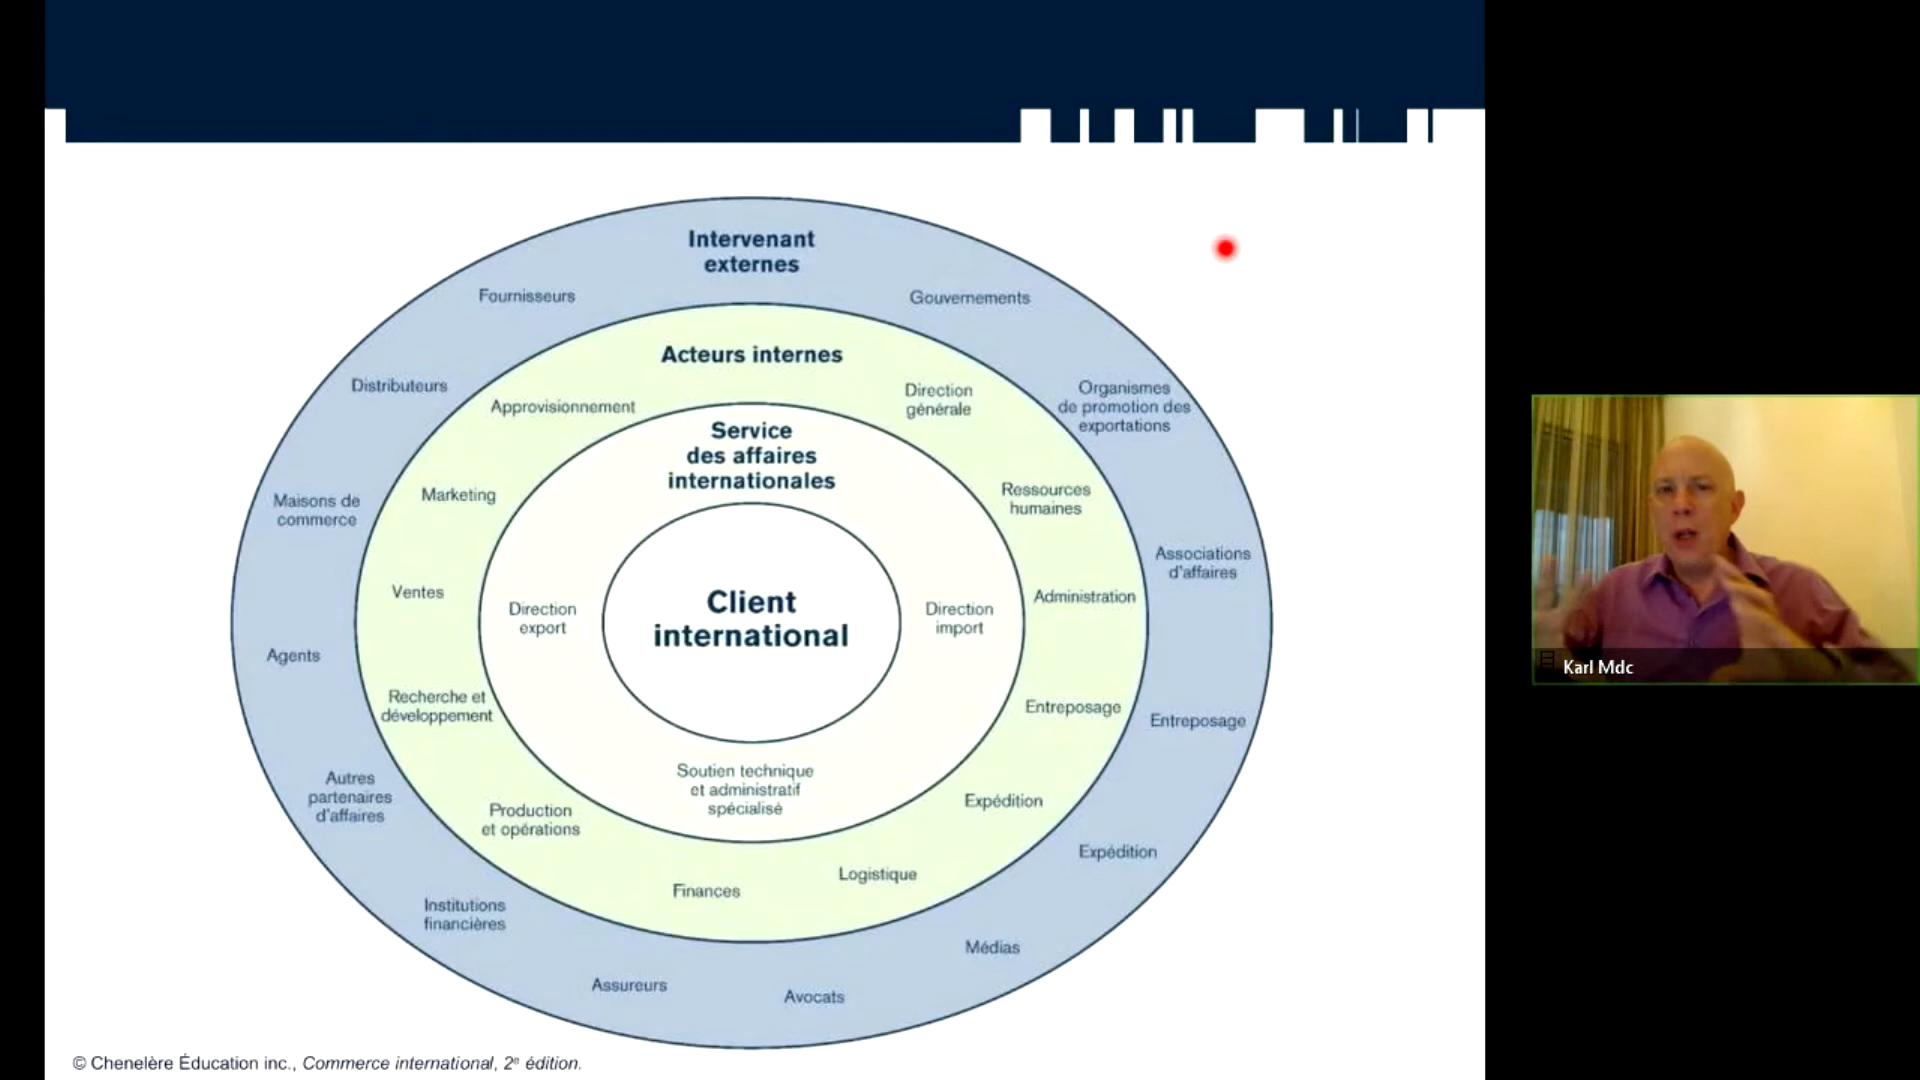 Intervenant
externes
Fournisseurs
Gouvernements
Acteurs internes
Distributeurs
Approvisionnement
Direction
générale
Organismes
de promotion des
exportations
Service
des affaires
internationales
Maisons de
commerce
Marketing
Ressources
humaines
Associations
d'affaires
Ventes
Direction
export
Client
international
Direction
import
Administration
Agents
Recherche et
développement
Entreposage
Entreposage
Autres
partenaires
d'affaires
Soutien technique
et administratif
spécialisé
Production
et opérations
Expédition
Expédition
Logistique
Finances
Institutions
financières
Médias
Assureurs
Avocats
© Chenelère Éducation inc., Commerce international, 2e édition.
Karl Mdc